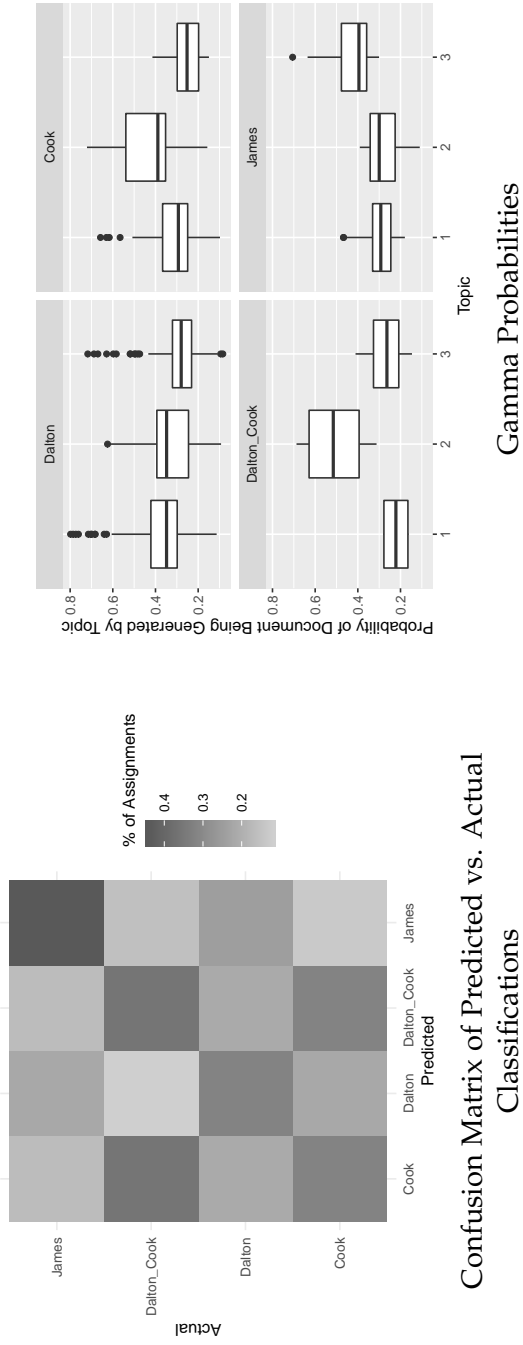 James
Dalton_Cook
Dalton
Cook
Actual
Cook
Dalton
Dalton_Cook
James
Predicted
% of Assignments
0.4
0.3
0.2
Confusion Matrix of Predicted vs. Actual
Classifications
Dalton
Cook
Dalton_Cook
James
0.8
0.6
0.4
0.2
0.8
0.6
0.4
0.2
Probability of Document Being Generated by Topic
1
2
3
1
2
3
Topic
Gamma Probabilities